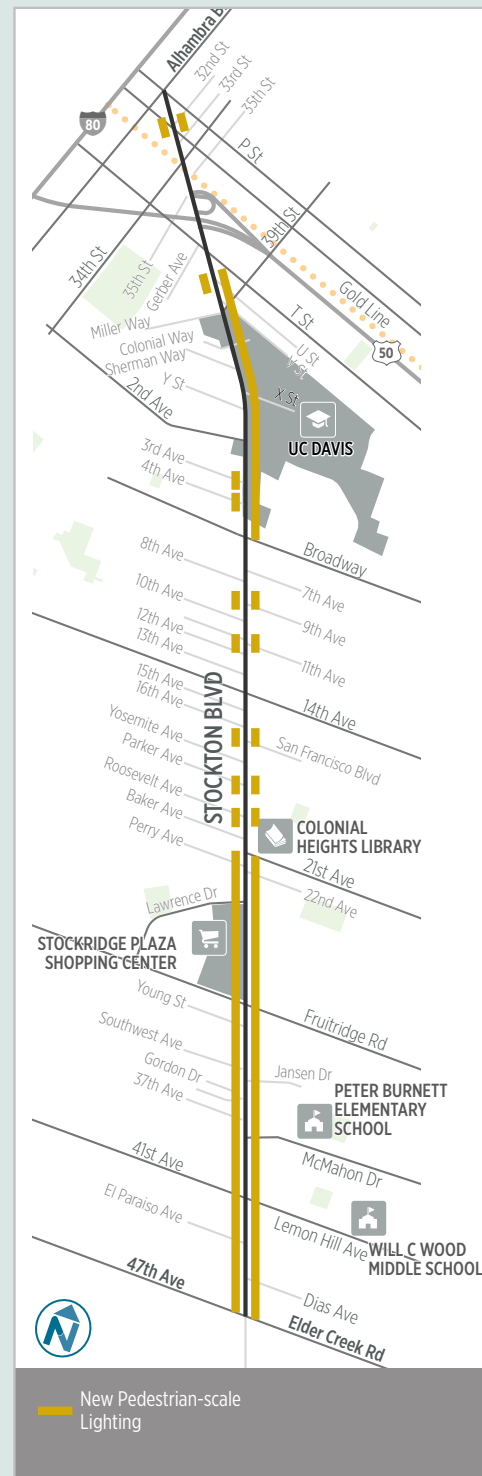 Alhambra B
32nd St
33rd St
35th St
80
P St
39th St
34th St
35th St
Gerber Ave
Gold Line
T St
50
Miller Way
Colonial Way
Sherman Way
U St
V St
Y St
X St
2nd Ave
UC DAVIS
3rd Ave
4th Ave
Broadway
8th Ave
7th Ave
10th Ave
9th Ave
12th Ave
13th Ave
11th Ave
15th Ave
16th Ave
14th Ave
STOCKTON BLVD
Yosemite Ave
San Francisco Blvd
Parker Ave
Roosevelt Ave
Baker Ave
Perry Ave
COLONIAL
HEIGHTS LIBRARY
21st Ave
22nd Ave
Lawrence Dr
STOCKRIDGE PLAZA
SHOPPING CENTER
Young St
Fruitridge Rd
Southwest Ave
Gordon Dr
Jansen Dr
37th Ave
PETER BURNETT
ELEMENTARY
SCHOOL
41st Ave
McMahon Dr
El Paraiso Ave
Lemon Hill Ave
WILL C WOOD
MIDDLE SCHOOL
47th Ave
Dias Ave
Elder Creek Rd
N
New Pedestrian-scale
Lighting